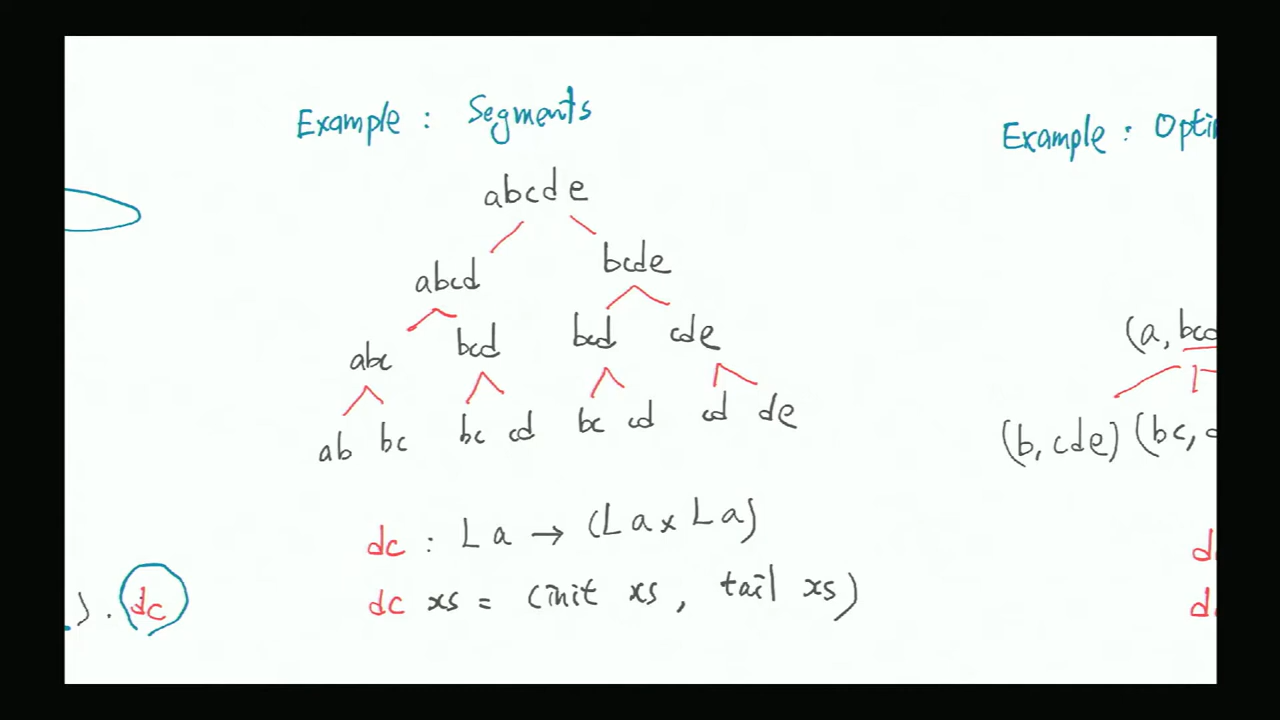 Example : Segments
abcde
abcd bcde
abc bcd bcd cde
ab bc bc cd bc cd cd de
dc : L a → (L a × L a)
dc xs = (init xs, tail xs)
) . dc
Example :
(a,
(b, cde) (bc,